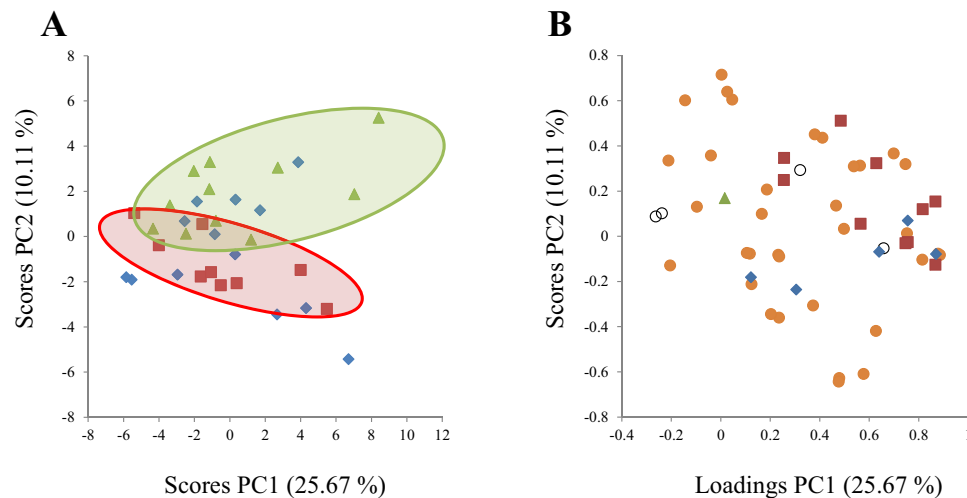 A
B
8
6
4
2
0
-2
-4
-6
-8
-8 -6 -4 -2 0 2 4 6 8 10 12
Scores PC2 (10.11 %)
Scores PC1 (25.67 %)
0.8
0.6
0.4
0.2
0
-0.2
-0.4
-0.6
-0.8
-0.4 -0.2 0 0.2 0.4 0.6 0.8 1
Scores PC2 (10.11 %)
Loadings PC1 (25.67 %)